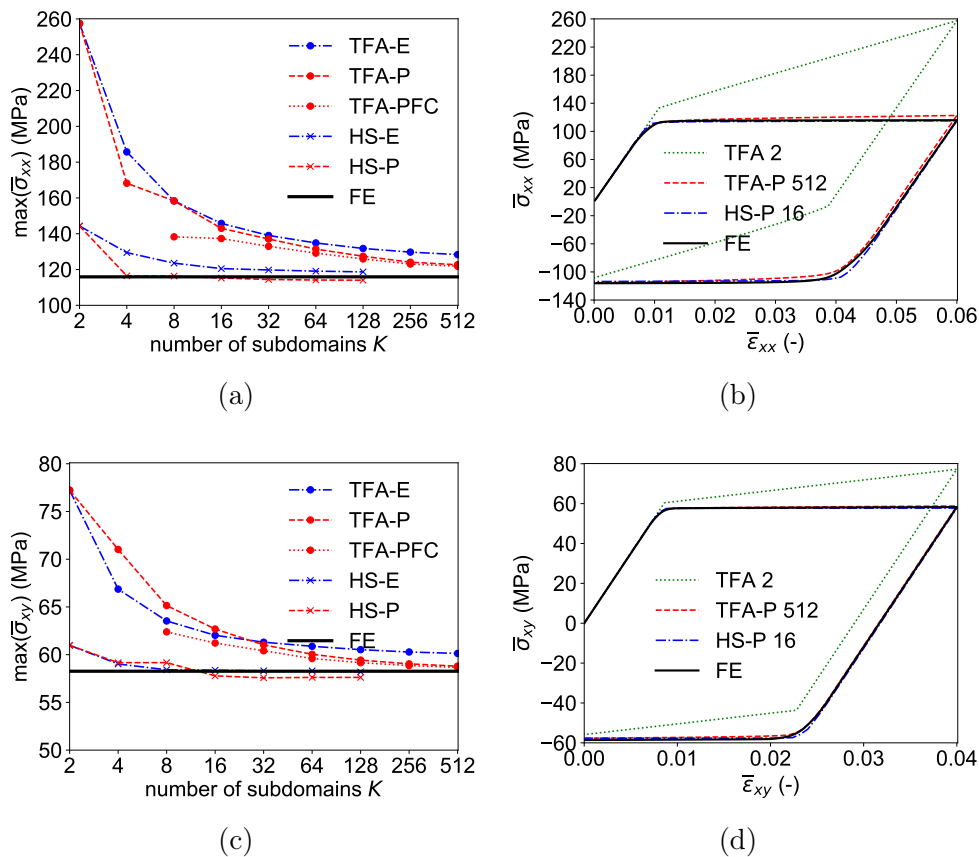 260
240
220
200
180
160
140
120
100
max(σ̅xx) (MPa)
2 4 8 16 32 64 128 256 512
number of subdomains K
TFA-E
TFA-P
TFA-PFC
HS-E
HS-P
FE
(a)
260
220
180
140
100
60
20
−20
−60
−100
−140
σ̅xx (MPa)
0.00 0.01 0.02 0.03 0.04 0.05 0.06
ε̅xx (-)
TFA 2
TFA-P 512
HS-P 16
FE
(b)
80
75
70
65
60
55
50
max(σ̅xy) (MPa)
2 4 8 16 32 64 128 256 512
number of subdomains K
TFA-E
TFA-P
TFA-PFC
HS-E
HS-P
FE
(c)
80
60
40
20
0
−20
−40
−60
σ̅xy (MPa)
0.00 0.01 0.02 0.03 0.04
ε̅xy (-)
TFA 2
TFA-P 512
HS-P 16
FE
(d)